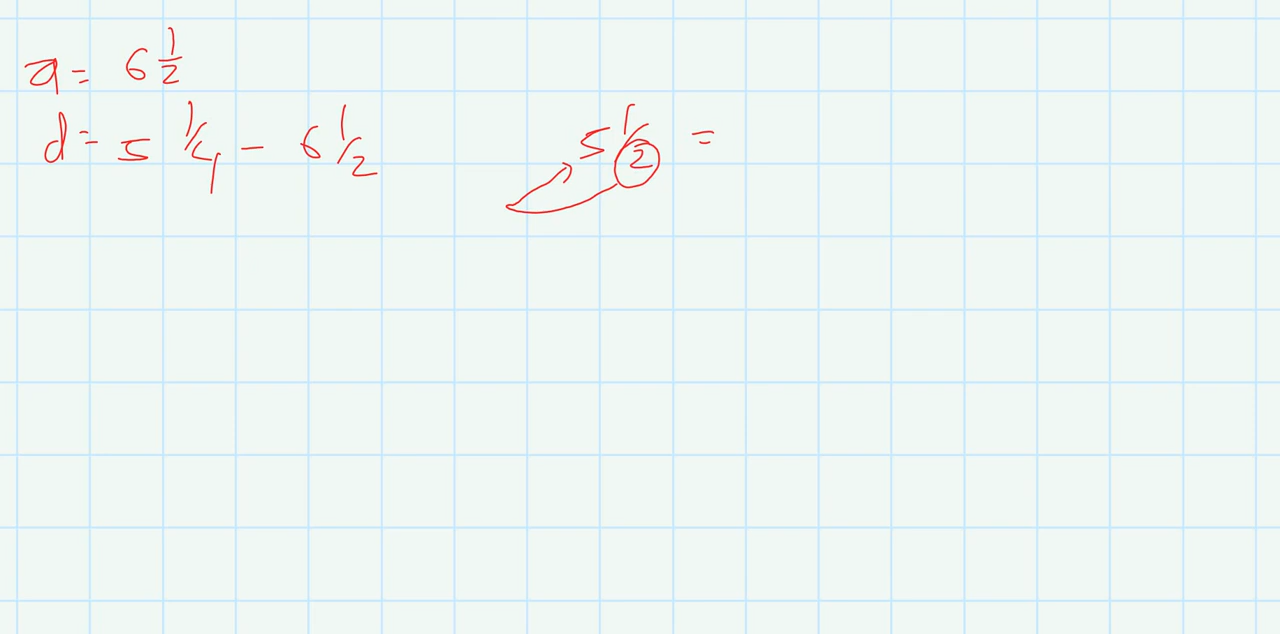 a = 6 1/2
d = 5 1/4 - 6 1/2
5 1/2 =